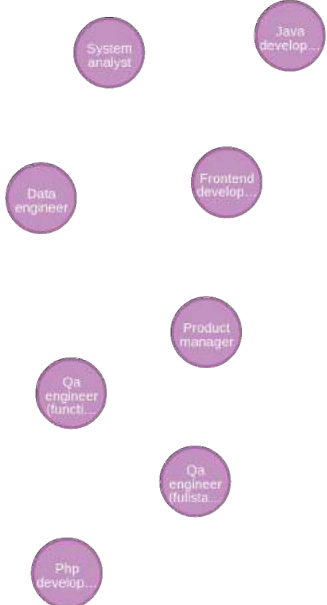 System
analyst
Java
develop...
Data
engineer
Frontend
develop...
Product
manager
Qa
engineer
(functi...
Qa
engineer
(fullsta...
Php
develop...